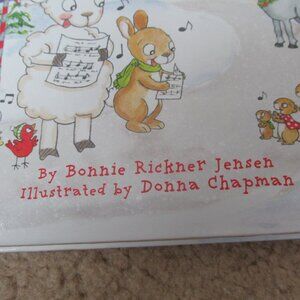 By Bonnie Rickner Jensen
Illustrated by Donna Chapman